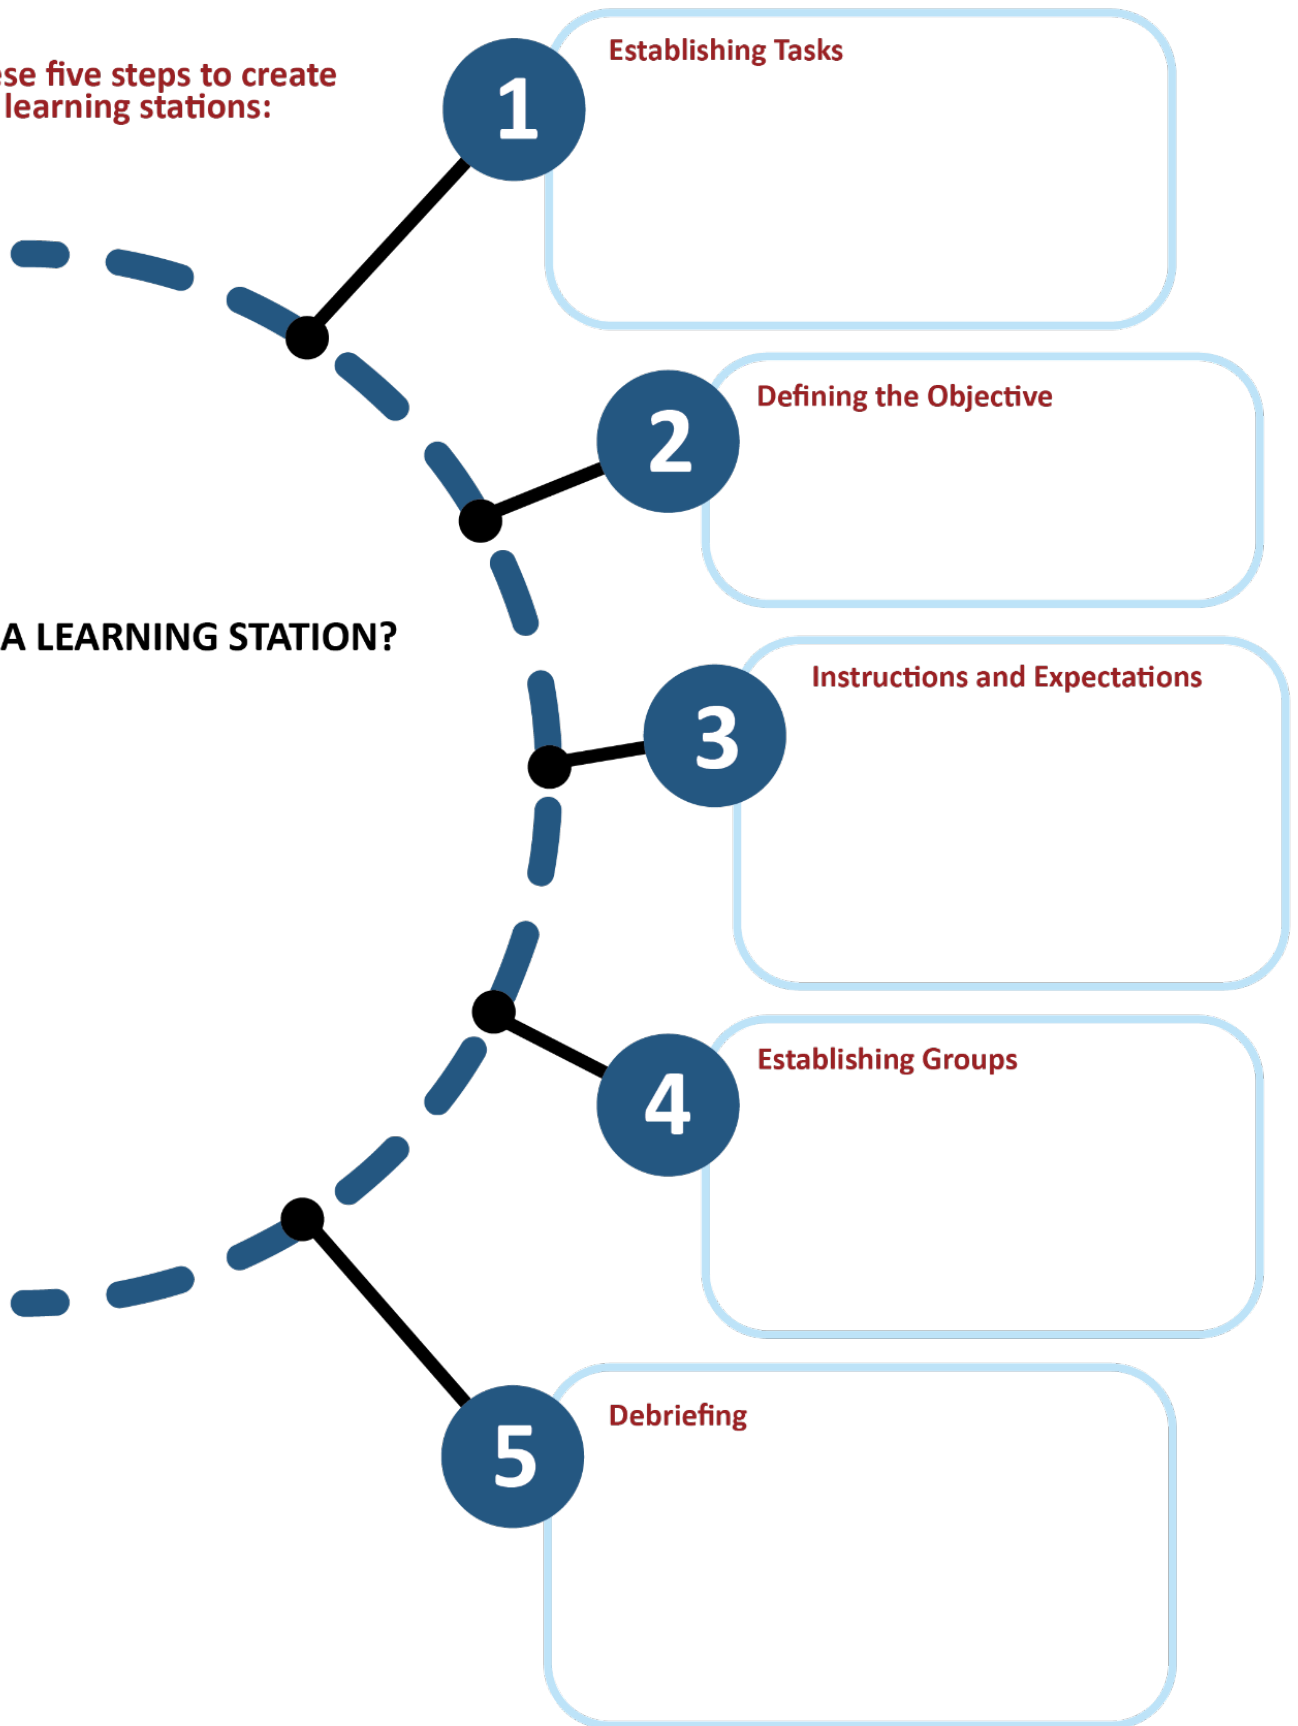 five steps to create
learning stations:
1
Establishing Tasks
2
Defining the Objective
A LEARNING STATION?
3
Instructions and Expectations
4
Establishing Groups
5
Debriefing